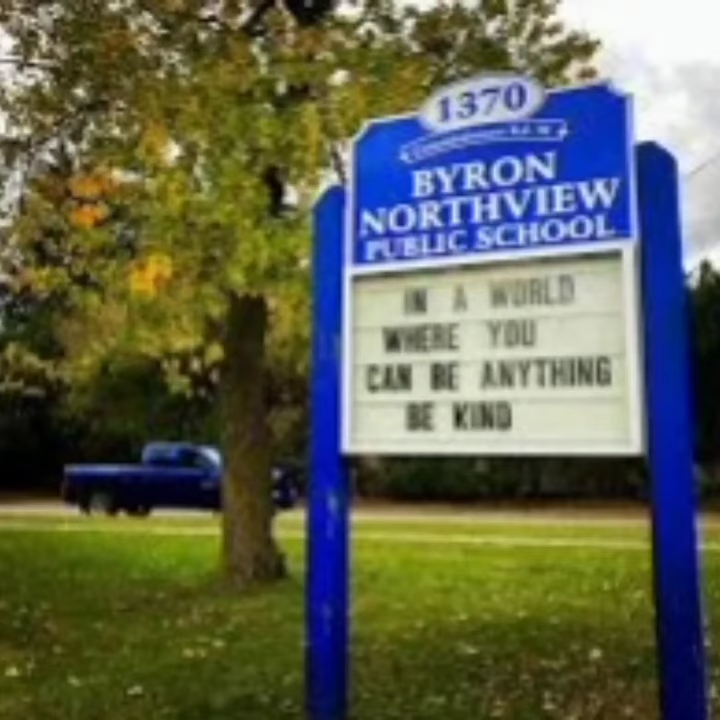 1370
BYRON
NORTHVIEW
PUBLIC SCHOOL
IN A WORLD
WHERE YOU
CAN BE ANYTHING
BE KIND